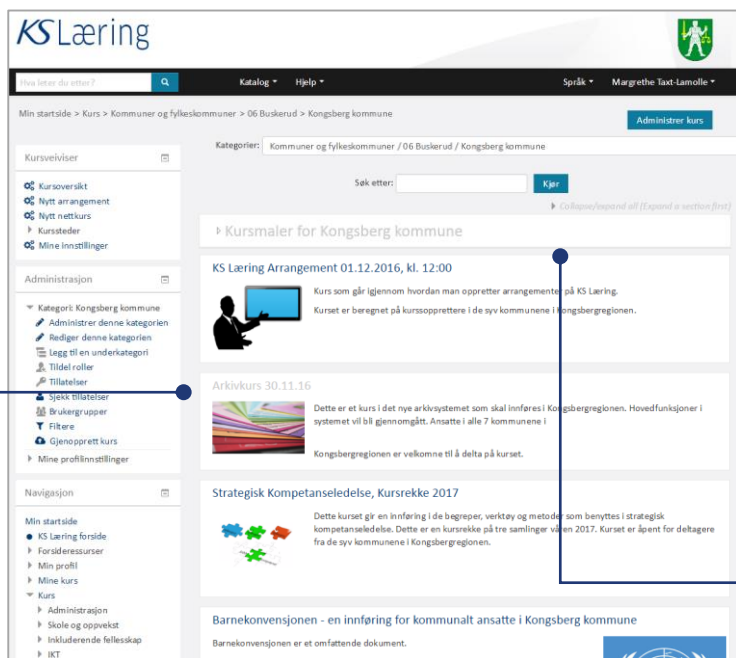 KS Læring
Hva leter du etter?
Katalog
Hjelp
Språk
Margrethe Taxt-Lamolle
Min startside > Kurs > Kommuner og fylkeskommuner > 06 Buskerud > Kongsberg kommune
Administrer kurs
Kursveiviser
Kursoversikt
Nytt arrangement
Nytt nettkurs
Kurssteder
Mine innstillinger
Administrasjon
Kategori: Kongsberg kommune
Administrer denne kategorien
Rediger denne kategorien
Legg til en underkategori
Tildel roller
Tillatelser
Sjekk tillatelser
Brukergrupper
Filtere
Gjenopprett kurs
Mine profilinnstillinger
Navigasjon
Min startside
KS Læring forside
Forsideressurser
Min profil
Mine kurs
Kurs
Administrasjon
Skole og oppvekst
Inkluderende fellesskap
IKT
Kategorier:
Kommuner og fylkeskommuner / 06 Buskerud / Kongsberg kommune
Søk etter:
Kjør
Collapse/expand all (Expand a section first)
Kursmaler for Kongsberg kommune
KS Læring Arrangement 01.12.2016, kl. 12:00
Kurs som går igjennom hvordan man oppretter arrangementer på KS Læring.
Kurset er beregnet på kursopprettere i de syv kommunene i Kongsbergregionen.
Arkivkurs 30.11.16
Dette er et kurs i det nye arkivsystemet som skal innføres i Kongsbergregionen. Hovedfunksjoner i
systemet vil bli gjennomgått. Ansatte i alle 7 kommunene i
Kongsbergregionen er velkomne til å delta på kurset.
Strategisk Kompetanseledelse, Kursrekke 2017
Dette kurset gir en innføring i de begreper, verktøy og metoder som benyttes i strategisk
kompetanseledelse. Dette er en kursrekke på tre samlinger våren 2017. Kurset er åpent for deltagere
fra de syv kommunene i Kongsbergregionen.
Barnekonvensjonen - en innføring for kommunalt ansatte i Kongsberg kommune
Barnekonvensjonen er et omfattende dokument.